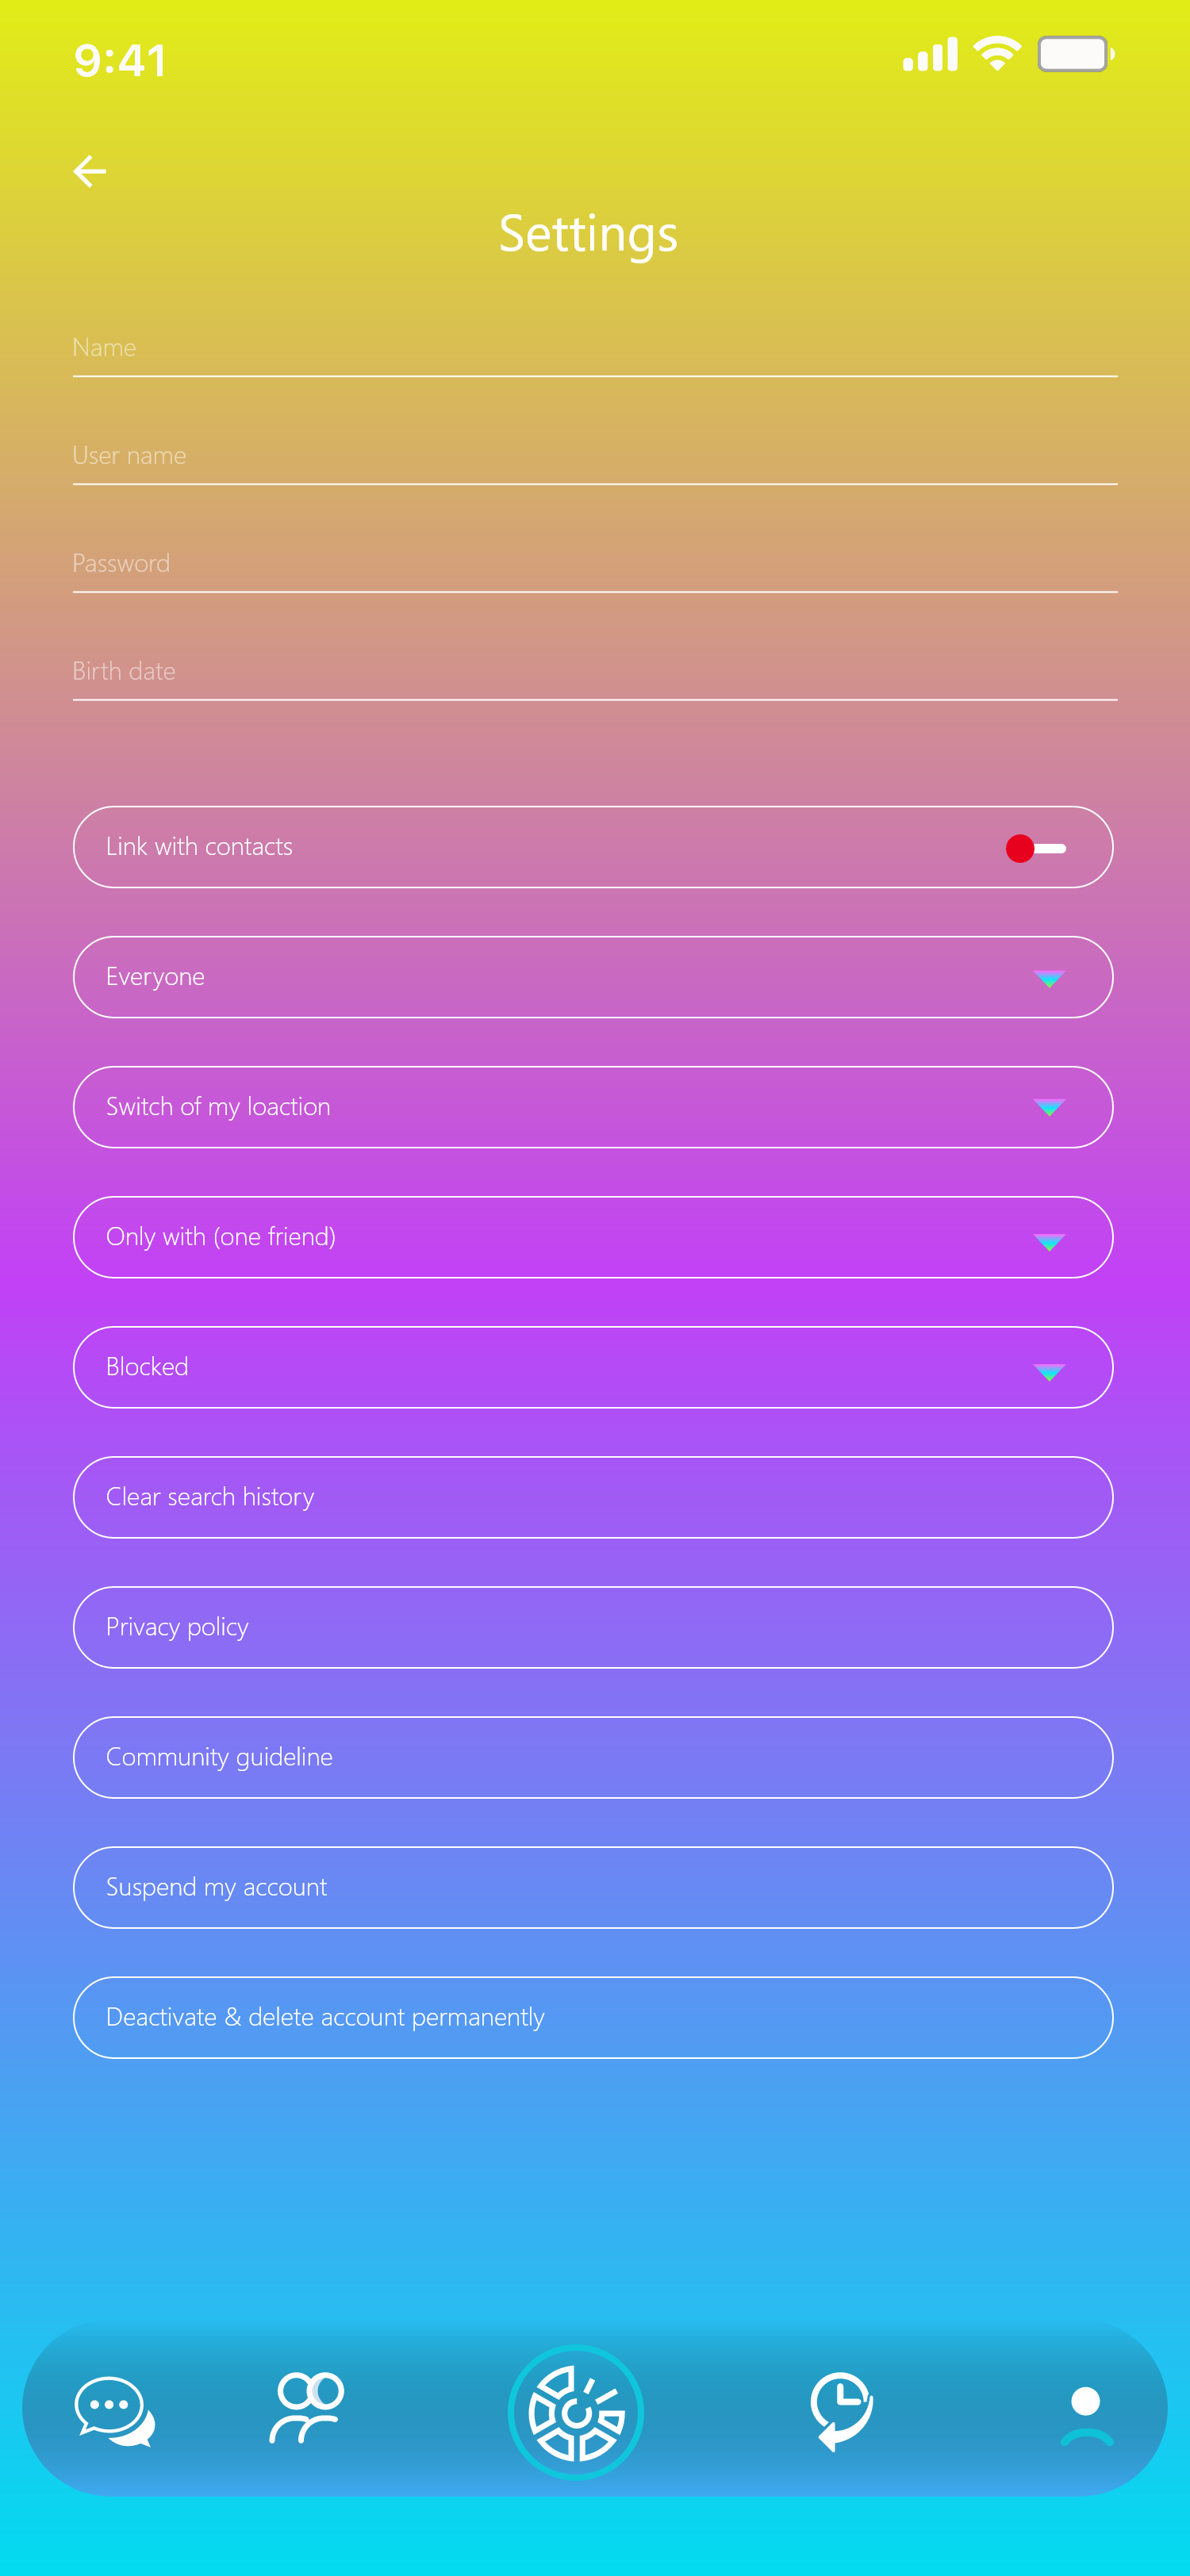 9:41
Settings
Name
User name
Password
Birth date
Link with contacts
Everyone
Switch of my loaction
Only with (one friend)
Blocked
Clear search history
Privacy policy
Community guideline
Suspend my account
Deactivate & delete account permanently